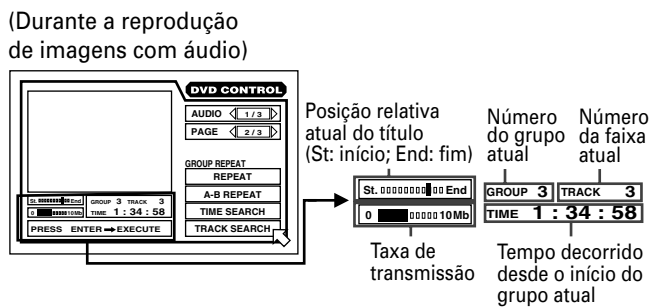 (Durante a reprodução
de imagens com áudio)
DVD CONTROL
AUDIO 1 / 3
PAGE 2 / 3
GROUP REPEAT
REPEAT
A-B REPEAT
TIME SEARCH
TRACK SEARCH
St. End
0 10Mb
GROUP 3 TRACK 3
TIME 1 : 34 : 58
PRESS ENTER ➞ EXECUTE
Posição relativa
atual do título
(St: início; End: fim)
St. End
0 10Mb
Taxa de
transmissão
Número
do grupo
atual
Número
da faixa
atual
GROUP 3 TRACK 3
TIME 1 : 34 : 58
Tempo decorrido
desde o início do
grupo atual